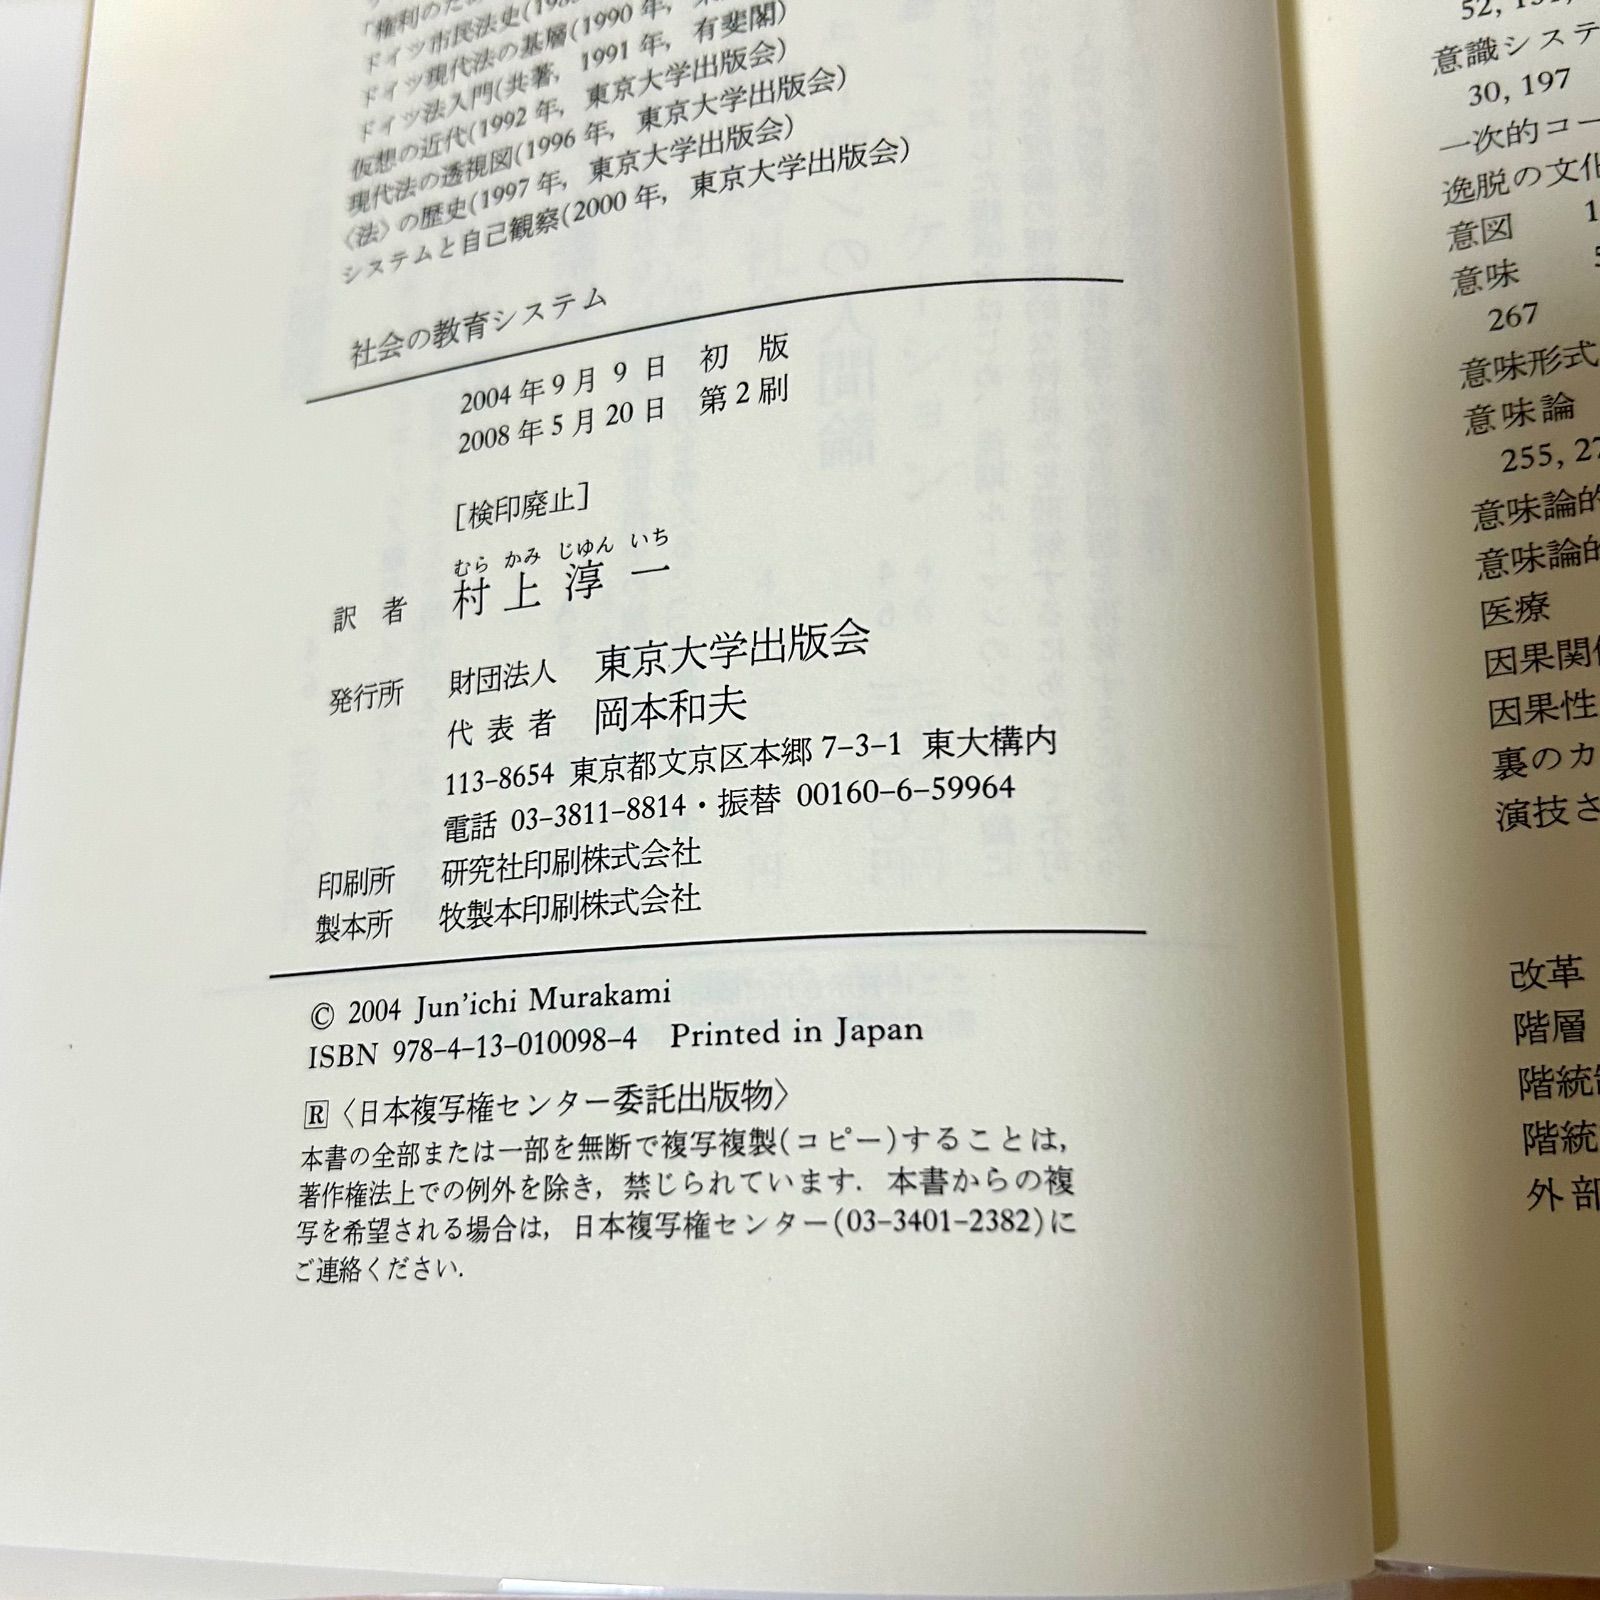 「権利のため
ドイツ市民法史(198
ドイツ現代法の基層(1990年,
ドイツ法入門(共著, 1991年, 有斐閣)
仮想の近代(1992年, 東京大学出版会)
現代法の透視図(1996年, 東京大学出版会)
〈法〉の歴史(1997年, 東京大学出版会)
システムと自己観察(2000年, 東京大学出版会)
社会の教育システム
2004年9月9日 初版
2008年5月20日 第2刷
[検印廃止]
むら かみ じゆん いち
訳者 村上淳一
発行所 財団法人 東京大学出版会
代表者 岡本和夫
113-8654 東京都文京区本郷 7-3-1 東大構内
電話 03-3811-8814・振替 00160-6-59964
印刷所 研究社印刷株式会社
製本所 牧製本印刷株式会社
© 2004 Jun'ichi Murakami
ISBN 978-4-13-010098-4 Printed in Japan
R〈日本複写権センター委託出版物〉
本書の全部または一部を無断で複写複製(コピー)することは,
著作権法上での例外を除き, 禁じられています. 本書からの複
写を希望される場合は, 日本複写権センター(03-3401-2382)に
ご連絡ください.
意識システ
30, 197
一次的コー
逸脱の文化
意図
意味
267
意味形式
意味論
255, 27
意味論的
意味論的
医療
因果関係
因果性
裏のカ
演技さ
改革
階層
階統制
階統
外部